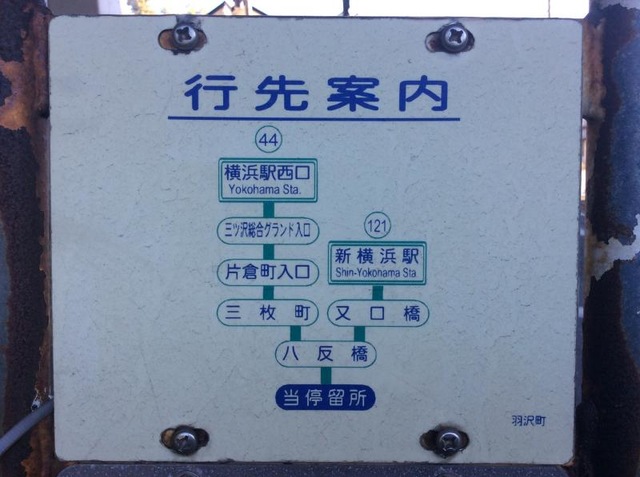 行先案内
44
横浜駅西口
Yokohama Sta.
三ツ沢総合グランド入口
片倉町入口
三枚町
121
新横浜駅
Shin-Yokohama Sta
又口橋
八反橋
当停留所
羽沢町